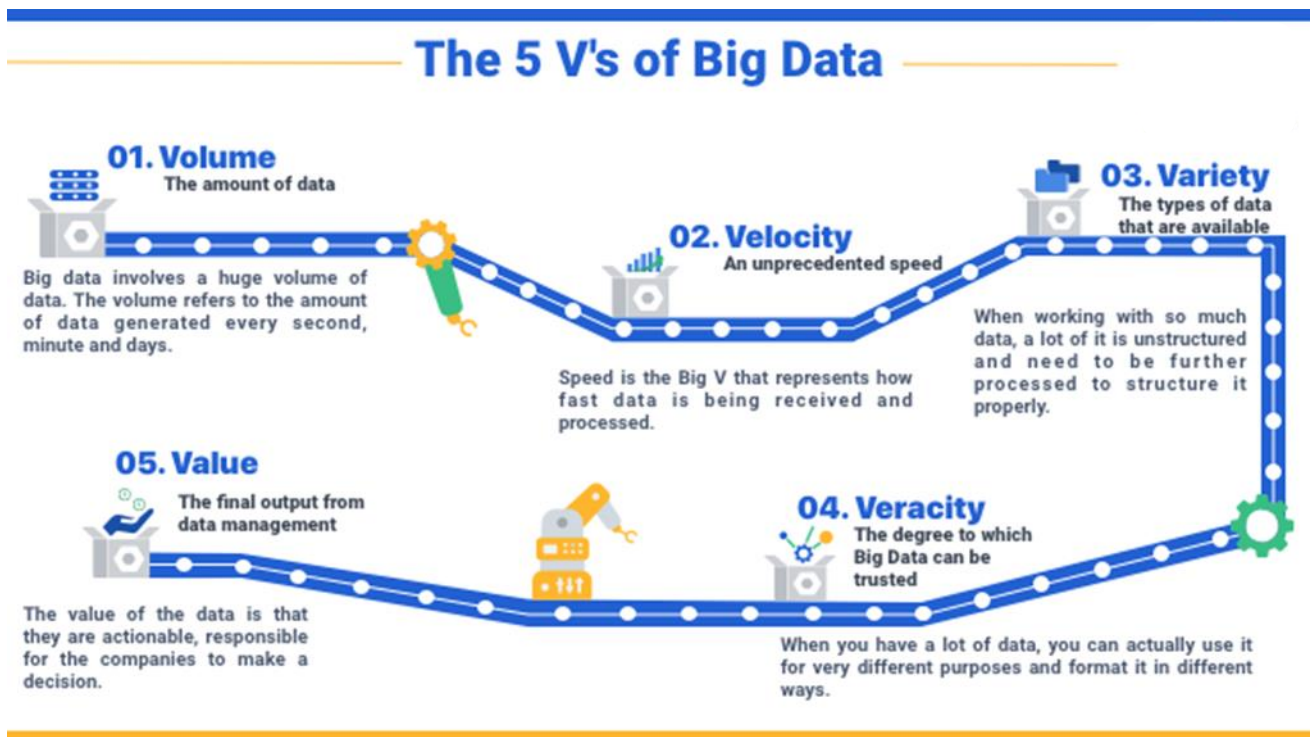 The 5 V's of Big Data
01. Volume
The amount of data
Big data involves a huge volume of
data. The volume refers to the amount
of data generated every second,
minute and days.
02. Velocity
An unprecedented speed
Speed is the Big V that represents how
fast data is being received and
processed.
03. Variety
The types of data
that are available
When working with so much
data, a lot of it is unstructured
and need to be further
processed to structure it
properly.
04. Veracity
The degree to which
Big Data can be
trusted
When you have a lot of data, you can actually use it
for very different purposes and format it in different
ways.
05. Value
The final output from
data management
The value of the data is that
they are actionable, responsible
for the companies to make a
decision.